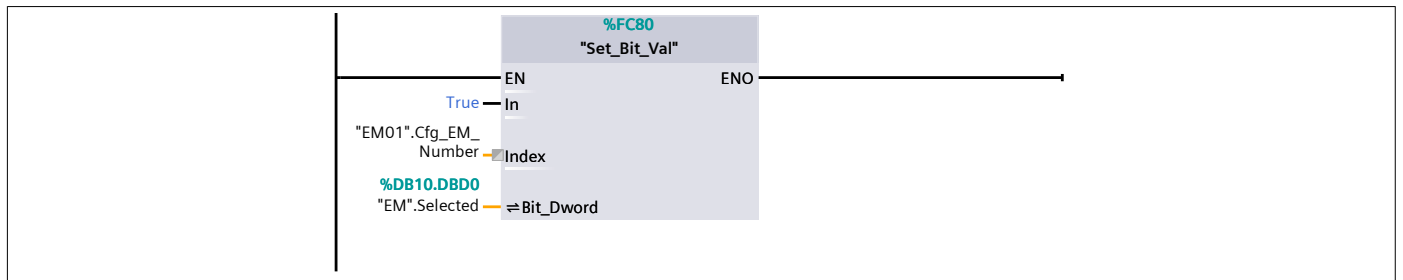 %FC80
"Set_Bit_Val"
EN
ENO
True
In
"EM01".Cfg_EM_
Number
Index
%DB10.DBD0
"EM".Selected
Bit_Dword